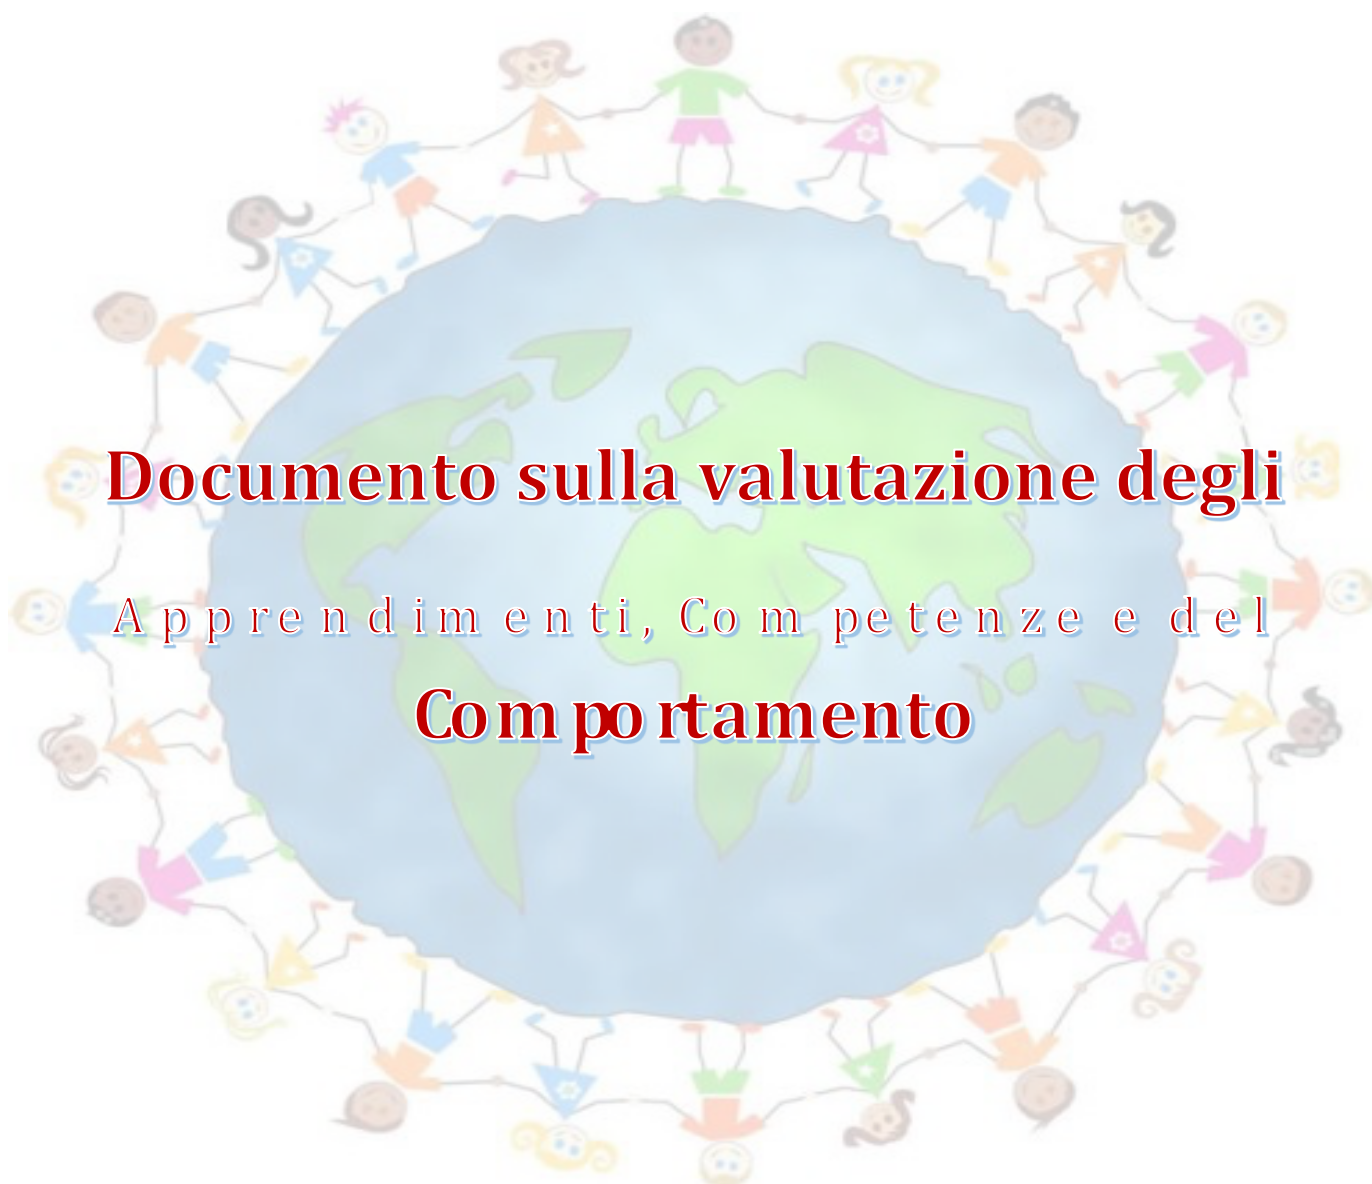 Documento sulla valutazione degli
Apprendimenti, Competenze e del
Comportamento